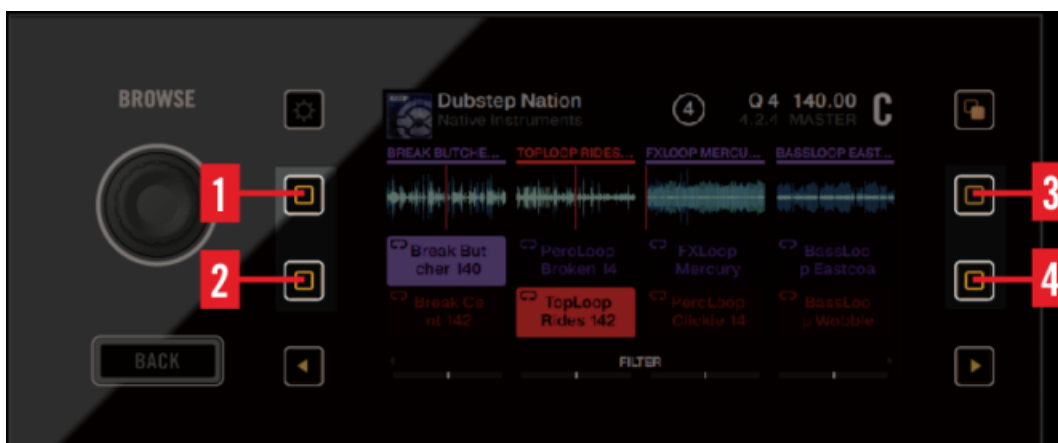 BROWSE
Dubstep Nation
Native Instruments
4
Q 4 140.00
4.2.4 MASTER
C
BREAK BUTCHE...
TOPLOOP RIDES...
FXLOOP MERCU...
BASSLOOP EAST...
1
3
Break But
cher 140
PercLoop
Broken 14
FXLoop
Mercury
BassLoo
p Eastcoa
2
4
Break Ca
nt 142
TopLoop
Rides 142
PercLoop
Clickie 14
BassLoo
p Wobble
BACK
FILTER